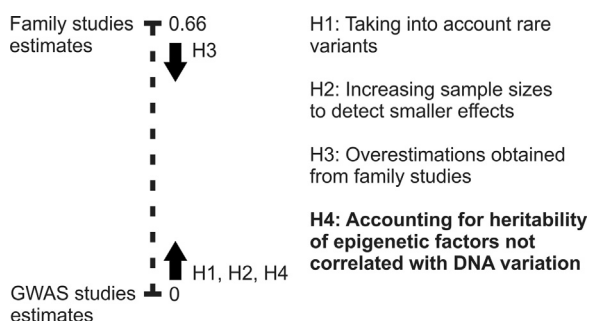 Family studies
estimates
0.66
H3
H1, H2, H4
GWAS studies
estimates
0
H1: Taking into account rare
variants
H2: Increasing sample sizes
to detect smaller effects
H3: Overestimations obtained
from family studies
H4: Accounting for heritability
of epigenetic factors not
correlated with DNA variation